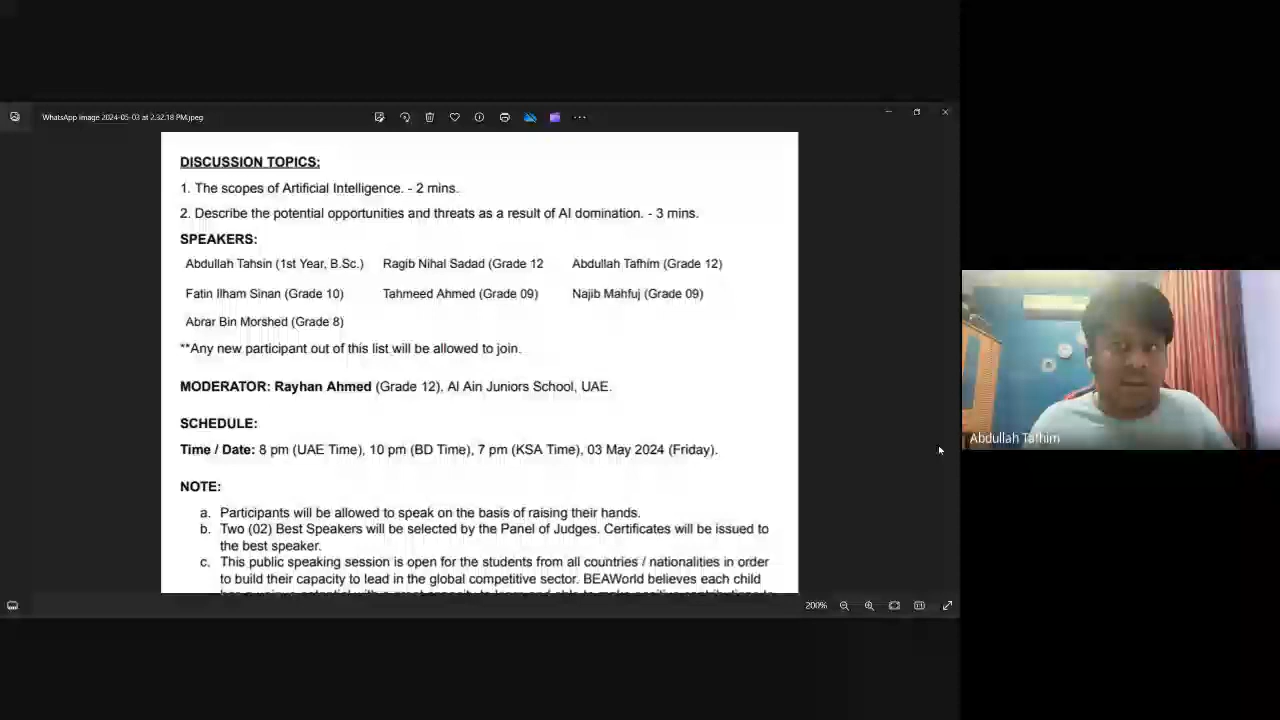 WhatsApp Image 2024-05-03 at 2.32.18 PM.jpeg
DISCUSSION TOPICS:
1. The scopes of Artificial Intelligence. - 2 mins.
2. Describe the potential opportunities and threats as a result of AI domination. - 3 mins.
SPEAKERS:
Abdullah Tahsin (1st Year, B.Sc.) Ragib Nihal Sadad (Grade 12 Abdullah Tafhim (Grade 12)
Fatin Ilham Sinan (Grade 10) Tahmeed Ahmed (Grade 09) Najib Mahfuj (Grade 09)
Abrar Bin Morshed (Grade 8)
**Any new participant out of this list will be allowed to join.
MODERATOR: Rayhan Ahmed (Grade 12), Al Ain Juniors School, UAE.
SCHEDULE:
Time / Date: 8 pm (UAE Time), 10 pm (BD Time), 7 pm (KSA Time), 03 May 2024 (Friday).
NOTE:
a. Participants will be allowed to speak on the basis of raising their hands.
b. Two (02) Best Speakers will be selected by the Panel of Judges. Certificates will be issued to
the best speaker.
c. This public speaking session is open for the students from all countries / nationalities in order
to build their capacity to lead in the global competitive sector. BEAWorld believes each child
200%
Abdullah Tafhim